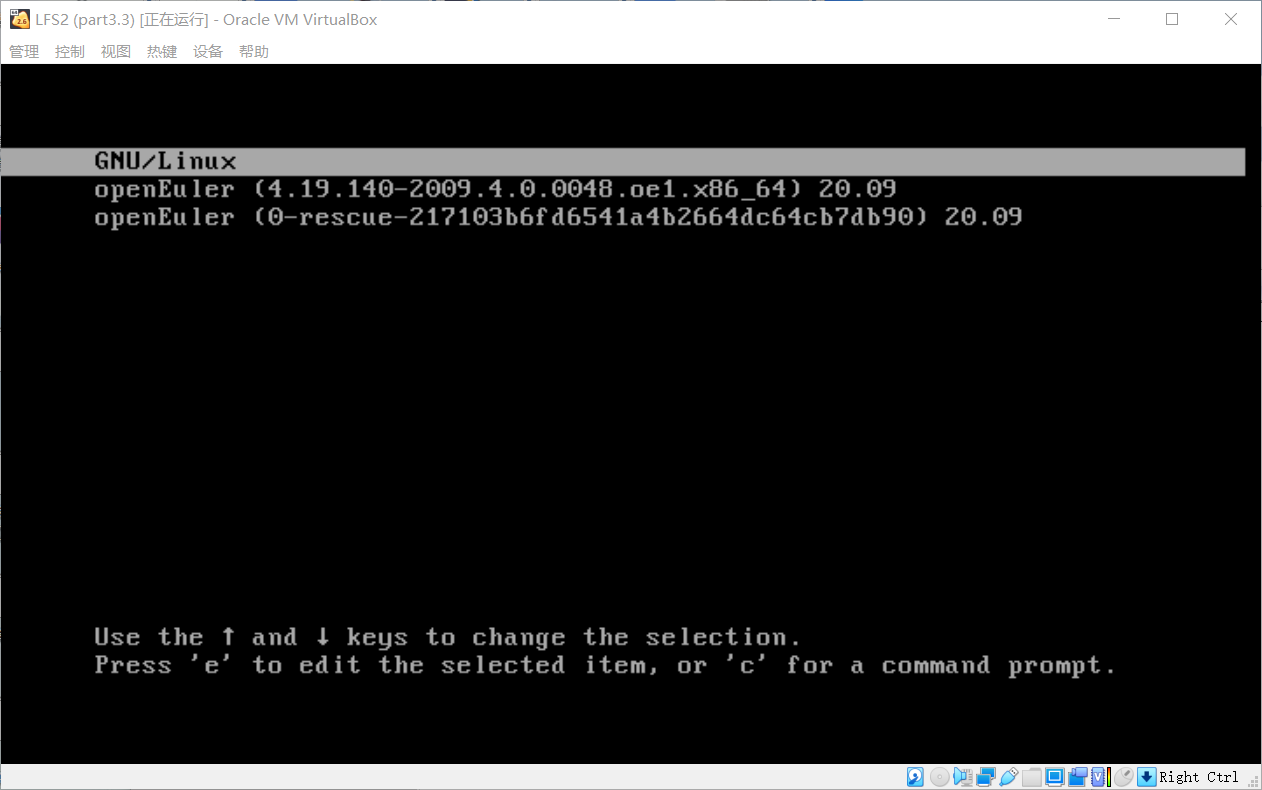 LFS2 (part3.3) [正在运行] - Oracle VM VirtualBox
管理 控制 视图 热键 设备 帮助
GNU/Linux
openEuler (4.19.140-2009.4.0.0048.oe1.x86_64) 20.09
openEuler (0-rescue-217103b6fd6541a4b2664dc64cb7db90) 20.09
Use the ↑ and ↓ keys to change the selection.
Press 'e' to edit the selected item, or 'c' for a command prompt.
Right Ctrl